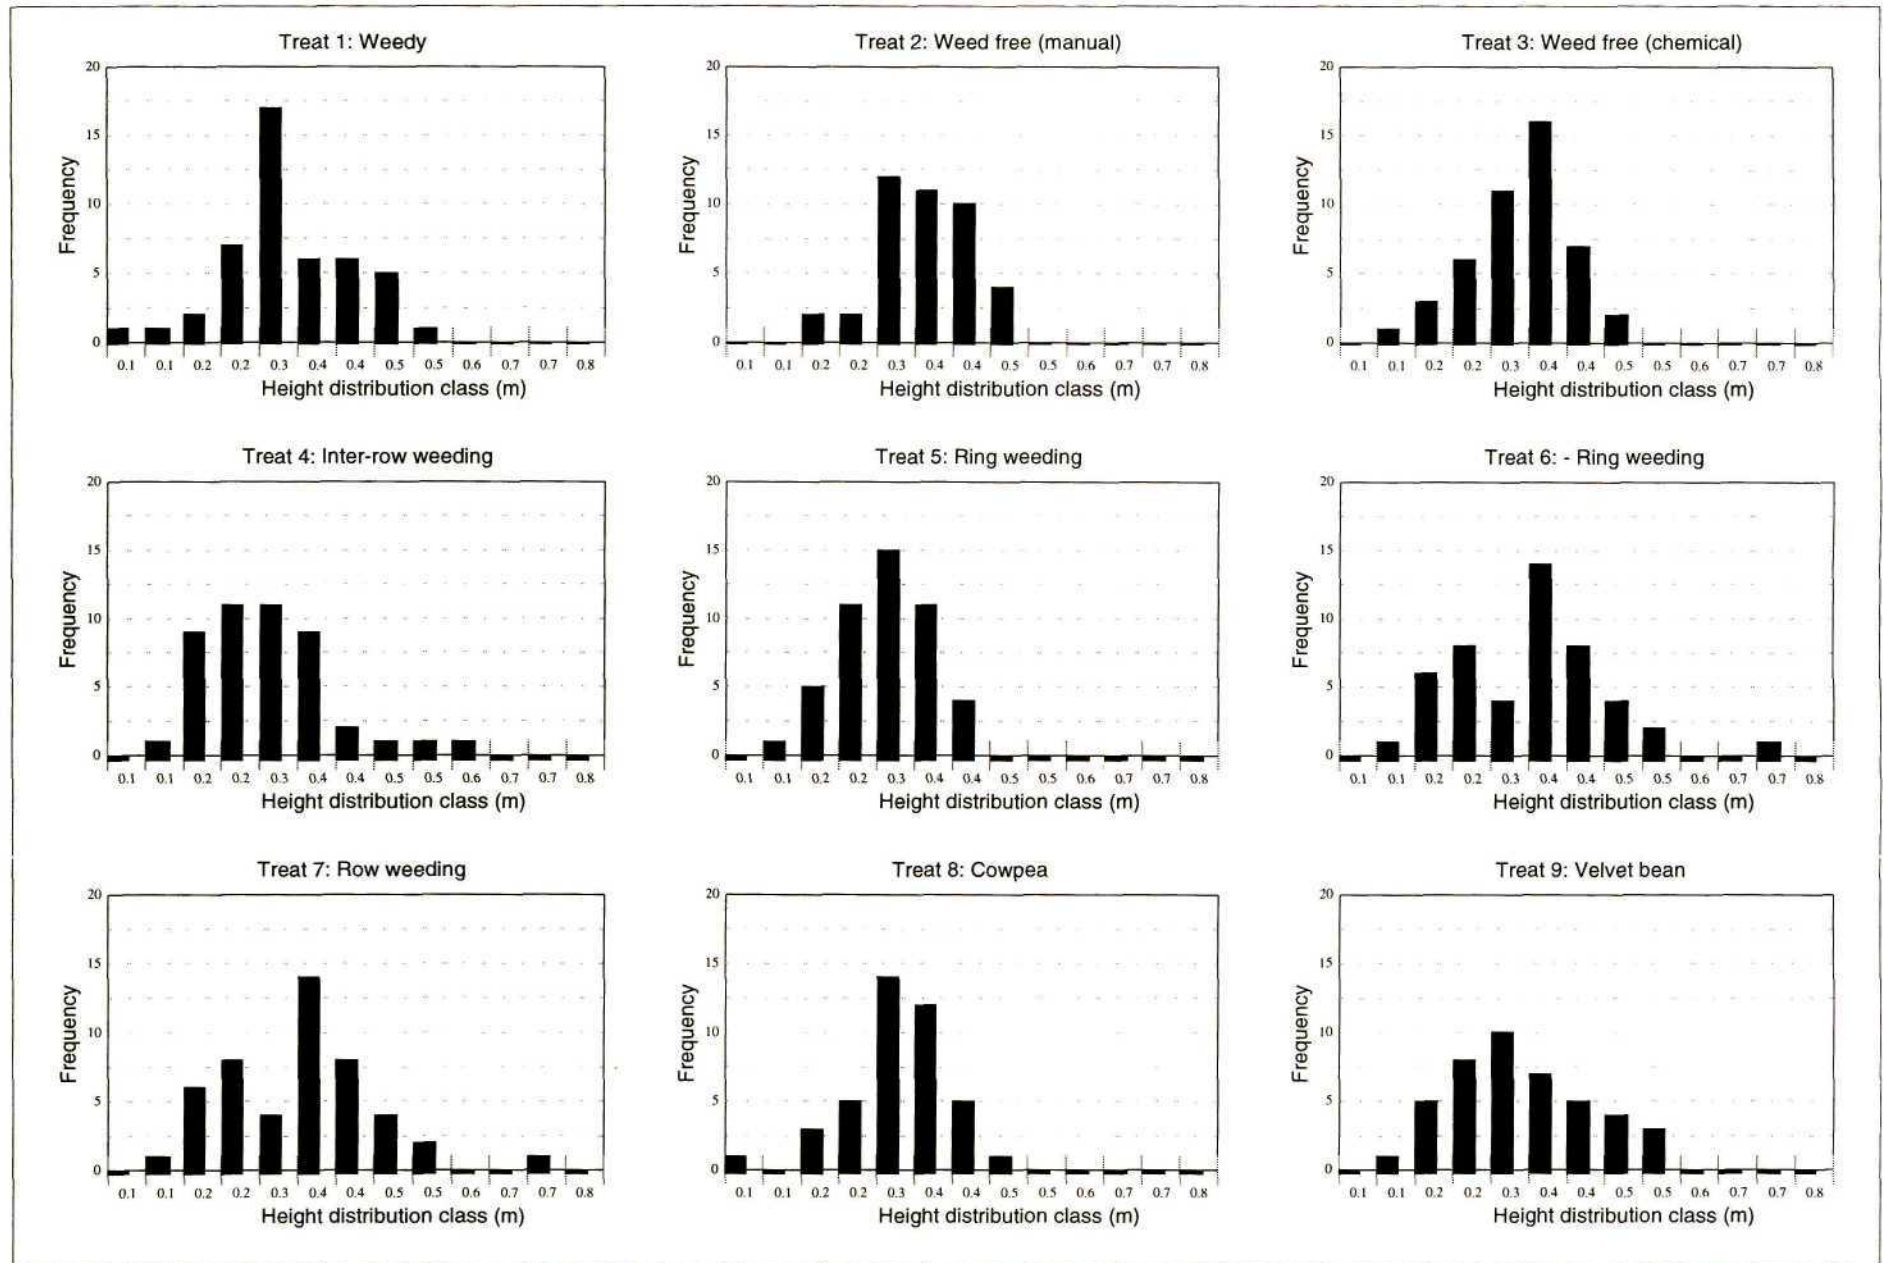 Treat 1: Weedy
20
15
10
5
0
Frequency
0.1 0.1 0.2 0.2 0.3 0.4 0.4 0.5 0.5 0.6 0.7 0.7 0.8
Height distribution class (m)
Treat 2: Weed free (manual)
20
15
10
5
0
Frequency
0.1 0.1 0.2 0.2 0.3 0.4 0.4 0.5 0.5 0.6 0.7 0.7 0.8
Height distribution class (m)
Treat 3: Weed free (chemical)
20
15
10
5
0
Frequency
0.1 0.1 0.2 0.2 0.3 0.4 0.4 0.5 0.5 0.6 0.7 0.7 0.8
Height distribution class (m)
Treat 4: Inter-row weeding
20
15
10
5
0
Frequency
0.1 0.1 0.2 0.2 0.3 0.4 0.4 0.5 0.5 0.6 0.7 0.7 0.8
Height distribution class (m)
Treat 5: Ring weeding
20
15
10
5
0
Frequency
0.1 0.1 0.2 0.2 0.3 0.4 0.4 0.5 0.5 0.6 0.7 0.7 0.8
Height distribution class (m)
Treat 6: - Ring weeding
20
15
10
5
0
Frequency
0.1 0.1 0.2 0.2 0.3 0.4 0.4 0.5 0.5 0.6 0.7 0.7 0.8
Height distribution class (m)
Treat 7: Row weeding
20
15
10
5
0
Frequency
0.1 0.1 0.2 0.2 0.3 0.4 0.4 0.5 0.5 0.6 0.7 0.7 0.8
Height distribution class (m)
Treat 8: Cowpea
20
15
10
5
0
Frequency
0.1 0.1 0.2 0.2 0.3 0.4 0.4 0.5 0.5 0.6 0.7 0.7 0.8
Height distribution class (m)
Treat 9: Velvet bean
20
15
10
5
0
Frequency
0.1 0.1 0.2 0.2 0.3 0.4 0.4 0.5 0.5 0.6 0.7 0.7 0.8
Height distribution class (m)